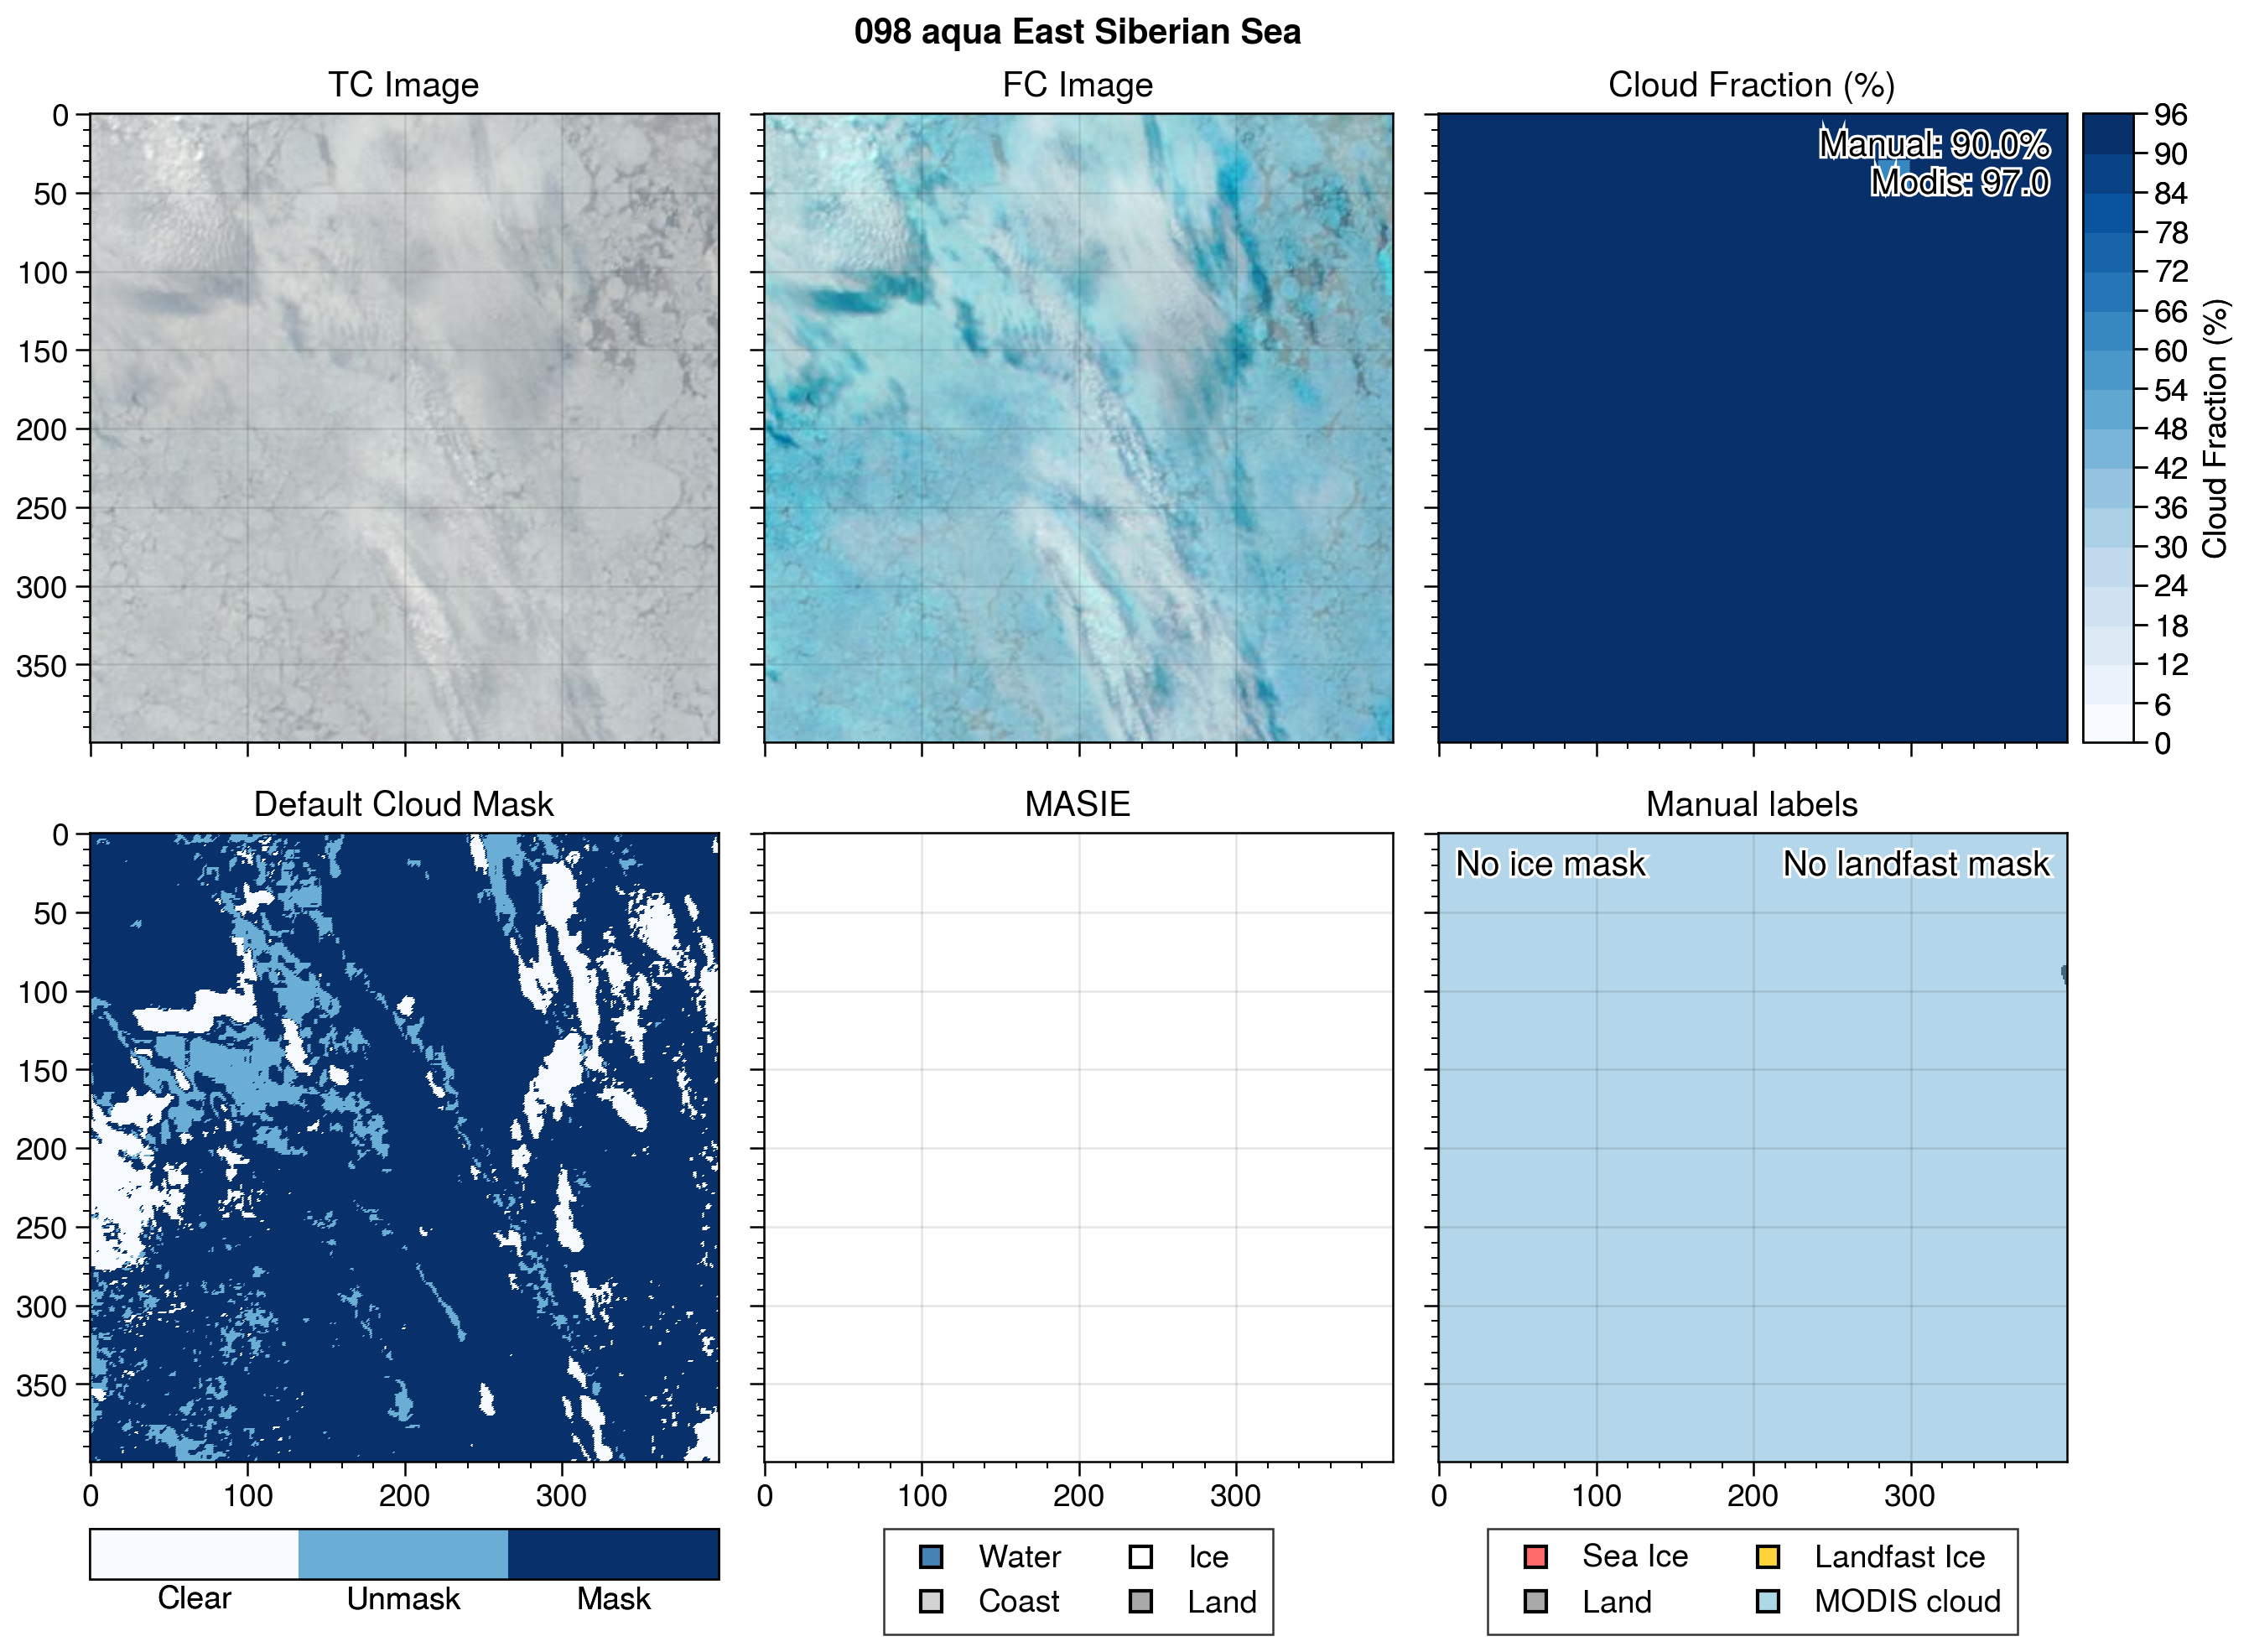 098 aqua East Siberian Sea
TC Image
FC Image
Cloud Fraction (%)
0
50
100
150
200
250
300
350
Manual: 90.0%
Modis: 97.0
96
90
84
78
72
66
60
54
48
42
36
30
24
18
12
6
0
Cloud Fraction (%)
Default Cloud Mask
MASIE
Manual labels
0
50
100
150
200
250
300
350
No ice mask
No landfast mask
0 100 200 300
0 100 200 300
0 100 200 300
Clear Unmask Mask
Water Ice
Coast Land
Sea Ice Landfast Ice
Land MODIS cloud